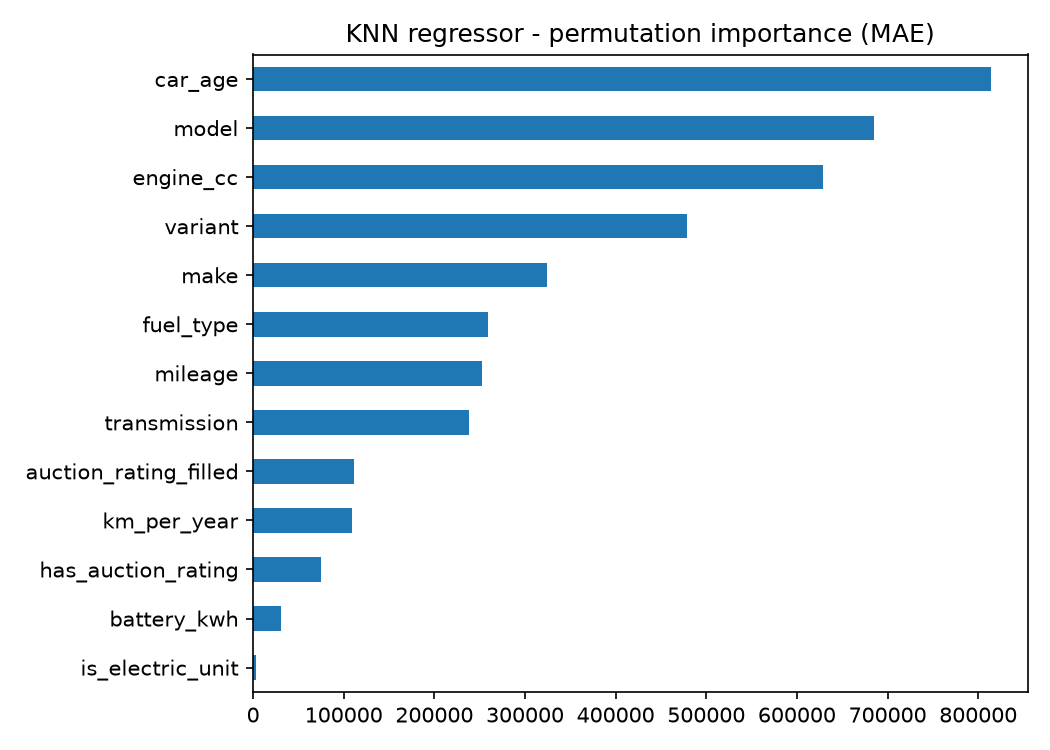 KNN regressor - permutation importance (MAE)
car_age
model
engine_cc
variant
make
fuel_type
mileage
transmission
auction_rating_filled
km_per_year
has_auction_rating
battery_kwh
is_electric_unit
0 100000 200000 300000 400000 500000 600000 700000 800000